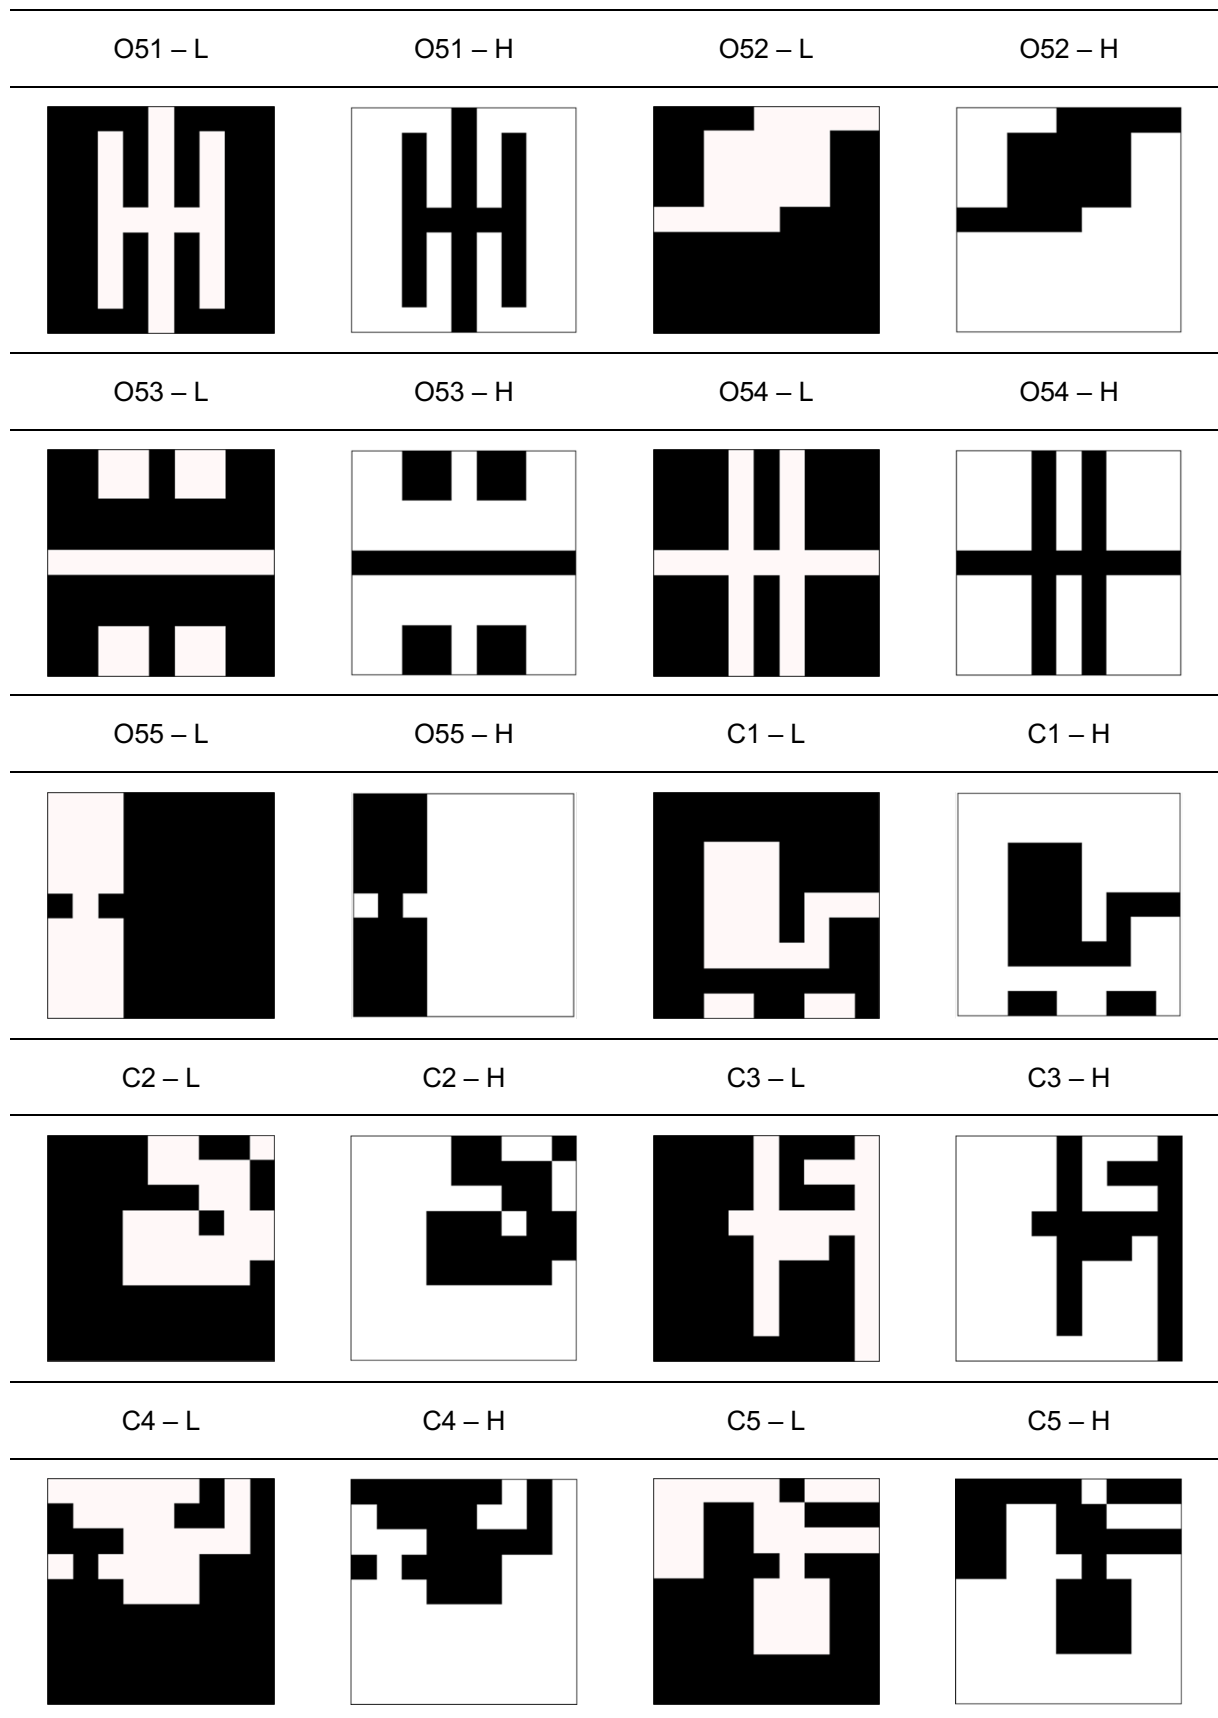 O51 – L O51 – H O52 – L O52 – H
O53 – L O53 – H O54 – L O54 – H
O55 – L O55 – H C1 – L C1 – H
C2 – L C2 – H C3 – L C3 – H
C4 – L C4 – H C5 – L C5 – H